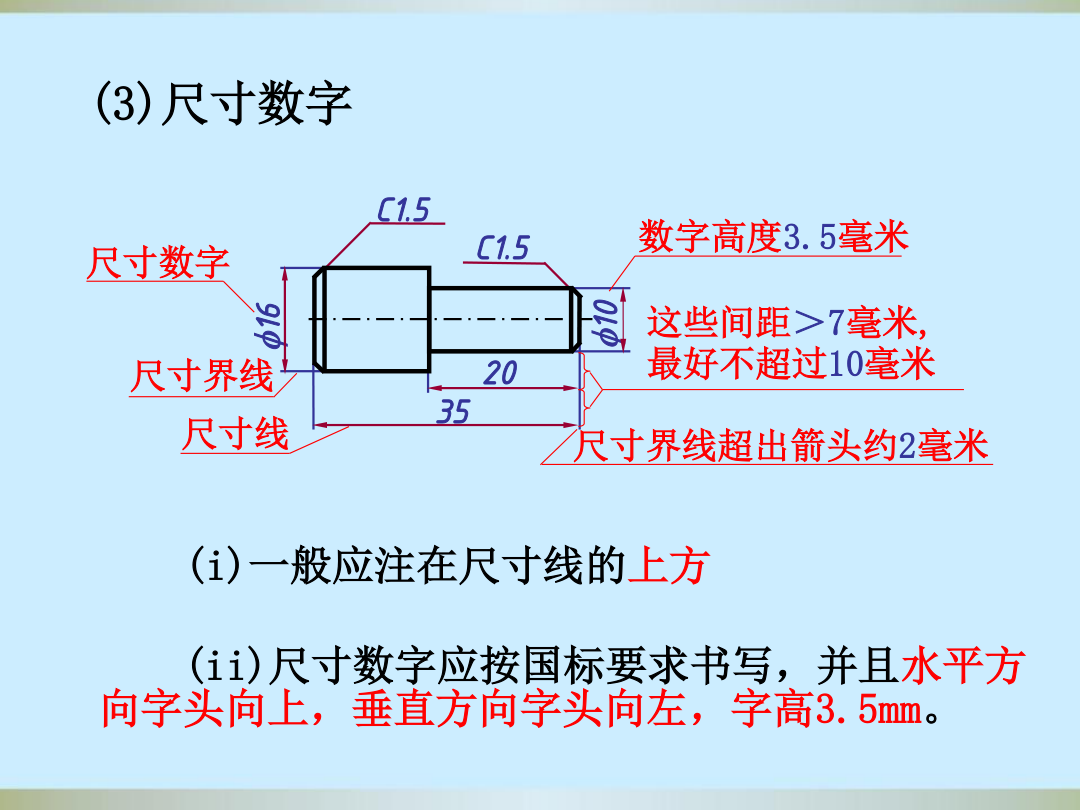 (3)尺寸数字
C1.5
C1.5
数字高度3.5毫米
尺寸数字
φ16
φ10
这些间距＞7毫米,
最好不超过10毫米
尺寸界线
20
35
尺寸线
尺寸界线超出箭头约2毫米
(i)一般应注在尺寸线的上方
(ii)尺寸数字应按国标要求书写，并且水平方
向字头向上，垂直方向字头向左，字高3.5mm。